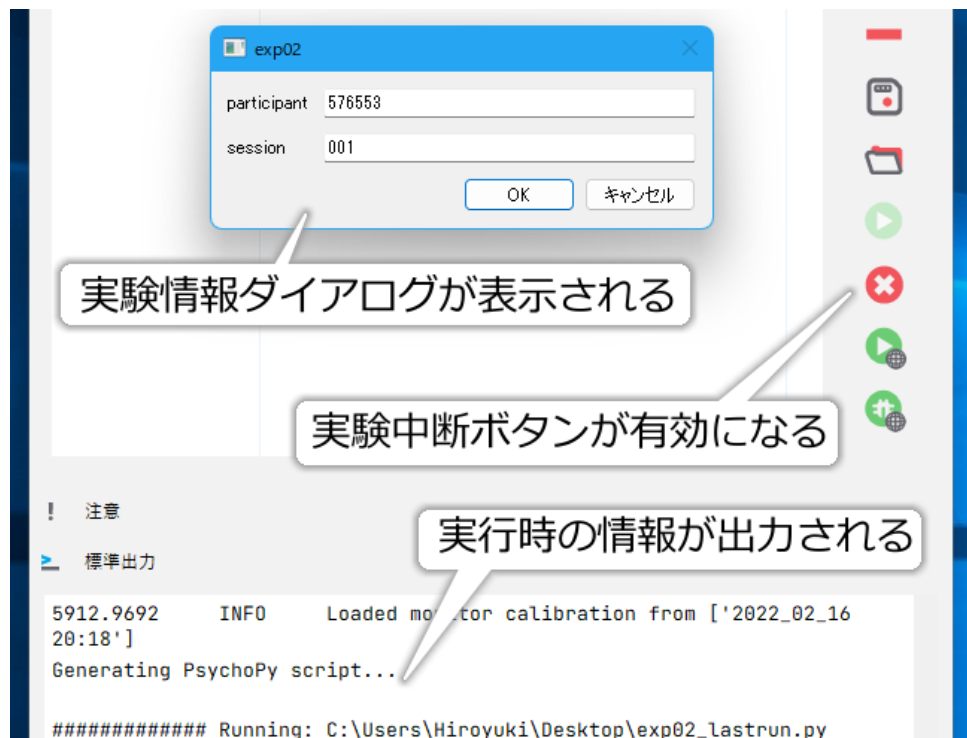 exp02
participant 576553
session 001
OK キャンセル
実験情報ダイアログが表示される
実験中断ボタンが有効になる
! 注意
実行時の情報が出力される
>_ 標準出力
5912.9692 INFO Loaded monitor calibration from ['2022_02_16
20:18']
Generating PsychoPy script...
############# Running: C:\Users\Hiroyuki\Desktop\exp02_lastrun.py